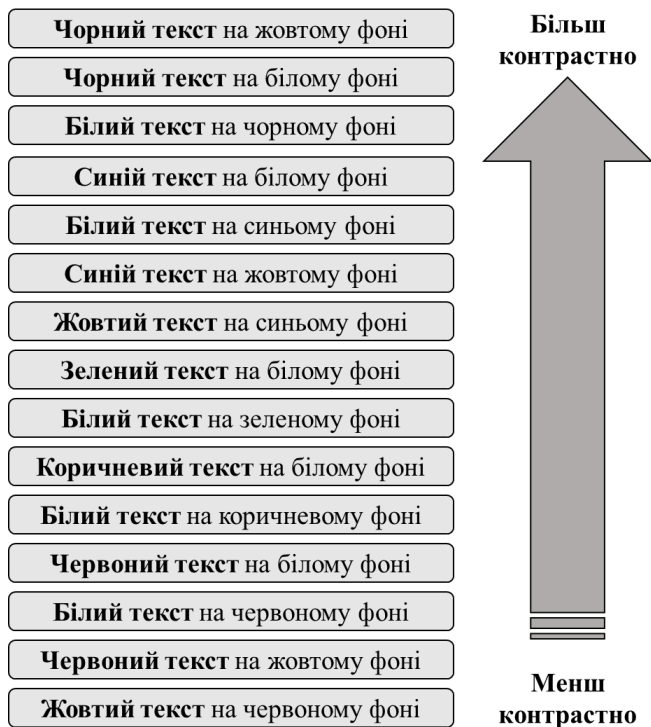 Чорний текст на жовтому фоні
Чорний текст на білому фоні
Білий текст на чорному фоні
Синій текст на білому фоні
Білий текст на синьому фоні
Синій текст на жовтому фоні
Жовтий текст на синьому фоні
Зелений текст на білому фоні
Білий текст на зеленому фоні
Коричневий текст на білому фоні
Білий текст на коричневому фоні
Червоний текст на білому фоні
Білий текст на червоному фоні
Червоний текст на жовтому фоні
Жовтий текст на червоному фоні
Більш
контрастно
Менш
контрастно